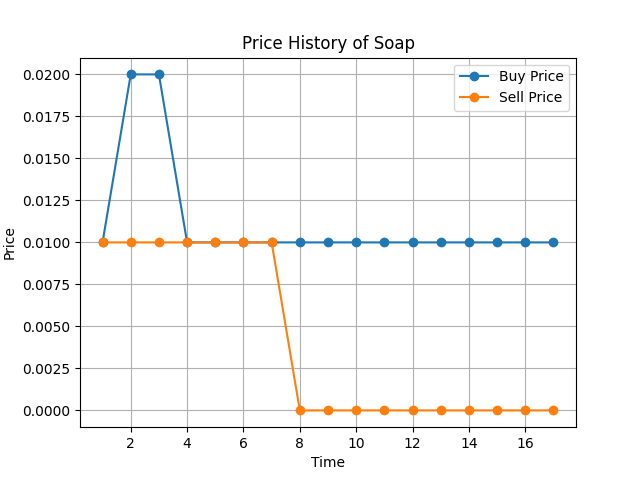 Price History of Soap
Buy Price
Sell Price
0.0200
0.0175
0.0150
0.0125
0.0100
0.0075
0.0050
0.0025
0.0000
Price
2 4 6 8 10 12 14 16
Time